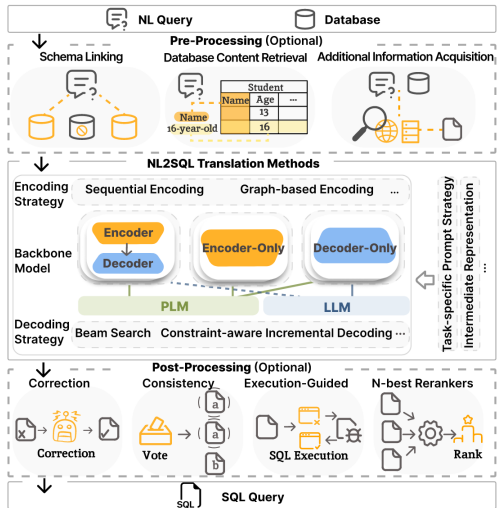 NL Query
Database
Pre-Processing (Optional)
Schema Linking
Database Content Retrieval
Additional Information Acquisition
Student
Name
Age
...
13
16
Name
16-year-old
NL2SQL Translation Methods
Encoding
Strategy
Sequential Encoding
Graph-based Encoding
...
Backbone
Model
Encoder
Decoder
Encoder-Only
Decoder-Only
PLM
LLM
Decoding
Strategy
Beam Search
Constraint-aware Incremental Decoding ...
Task-specific Prompt Strategy
Intermediate Representation
...
Post-Processing (Optional)
Correction
Consistency
Execution-Guided
N-best Rerankers
Correction
Vote
a
a
b
SQL Execution
Rank
SQL
SQL Query